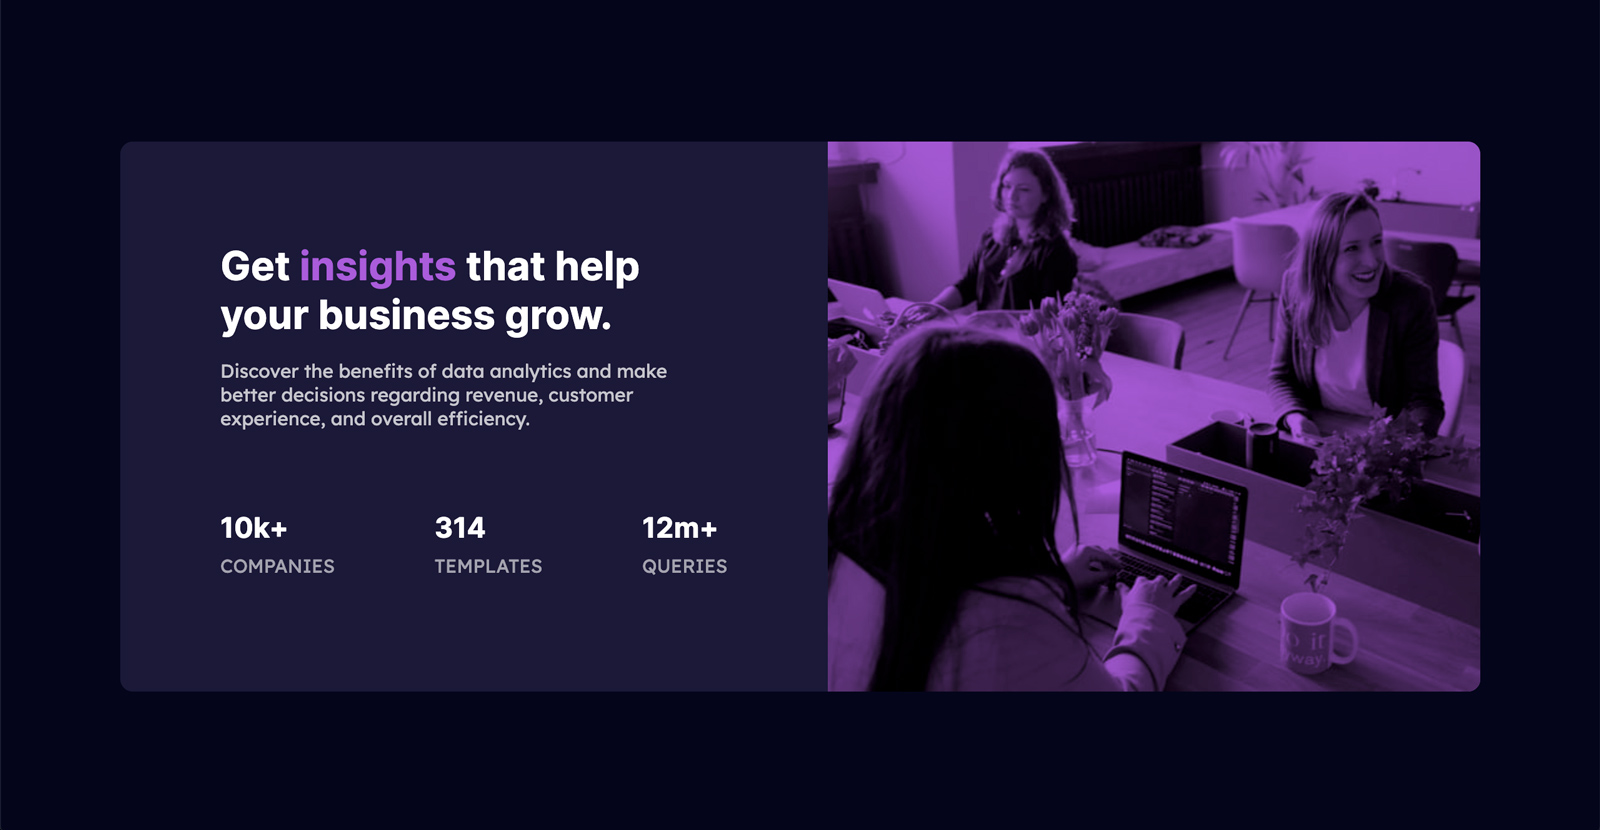 Get insights that help
your business grow.
Discover the benefits of data analytics and make
better decisions regarding revenue, customer
experience, and overall efficiency.
10k+ 314 12m+
COMPANIES TEMPLATES QUERIES
it